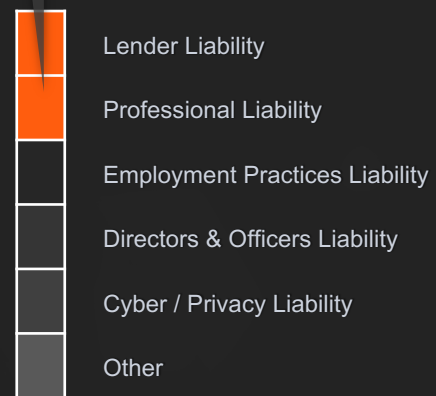 Lender Liability
Professional Liability
Employment Practices Liability
Directors & Officers Liability
Cyber / Privacy Liability
Other